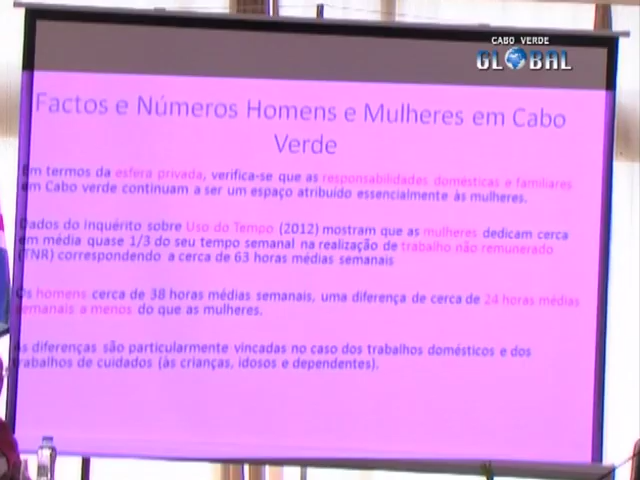 CABO VERDE
GLOBAL
Factos e Números Homens e Mulheres em Cabo
Verde
Em termos da esfera privada, verifica-se que as responsabilidades domésticas e familiares
em Cabo verde continuam a ser um espaço atribuído essencialmente às mulheres.
Dados do Inquérito sobre Uso do Tempo (2012) mostram que as mulheres dedicam cerca
em média quase 1/3 do seu tempo semanal na realização de trabalho não remunerado
(TNR) correspondendo a cerca de 63 horas médias semanais
Os homens cerca de 38 horas médias semanais, uma diferença de cerca de 24 horas médias
semanais a menos do que as mulheres.
As diferenças são particularmente vincadas no caso dos trabalhos domésticos e dos
trabalhos de cuidados (às crianças, idosos e dependentes).